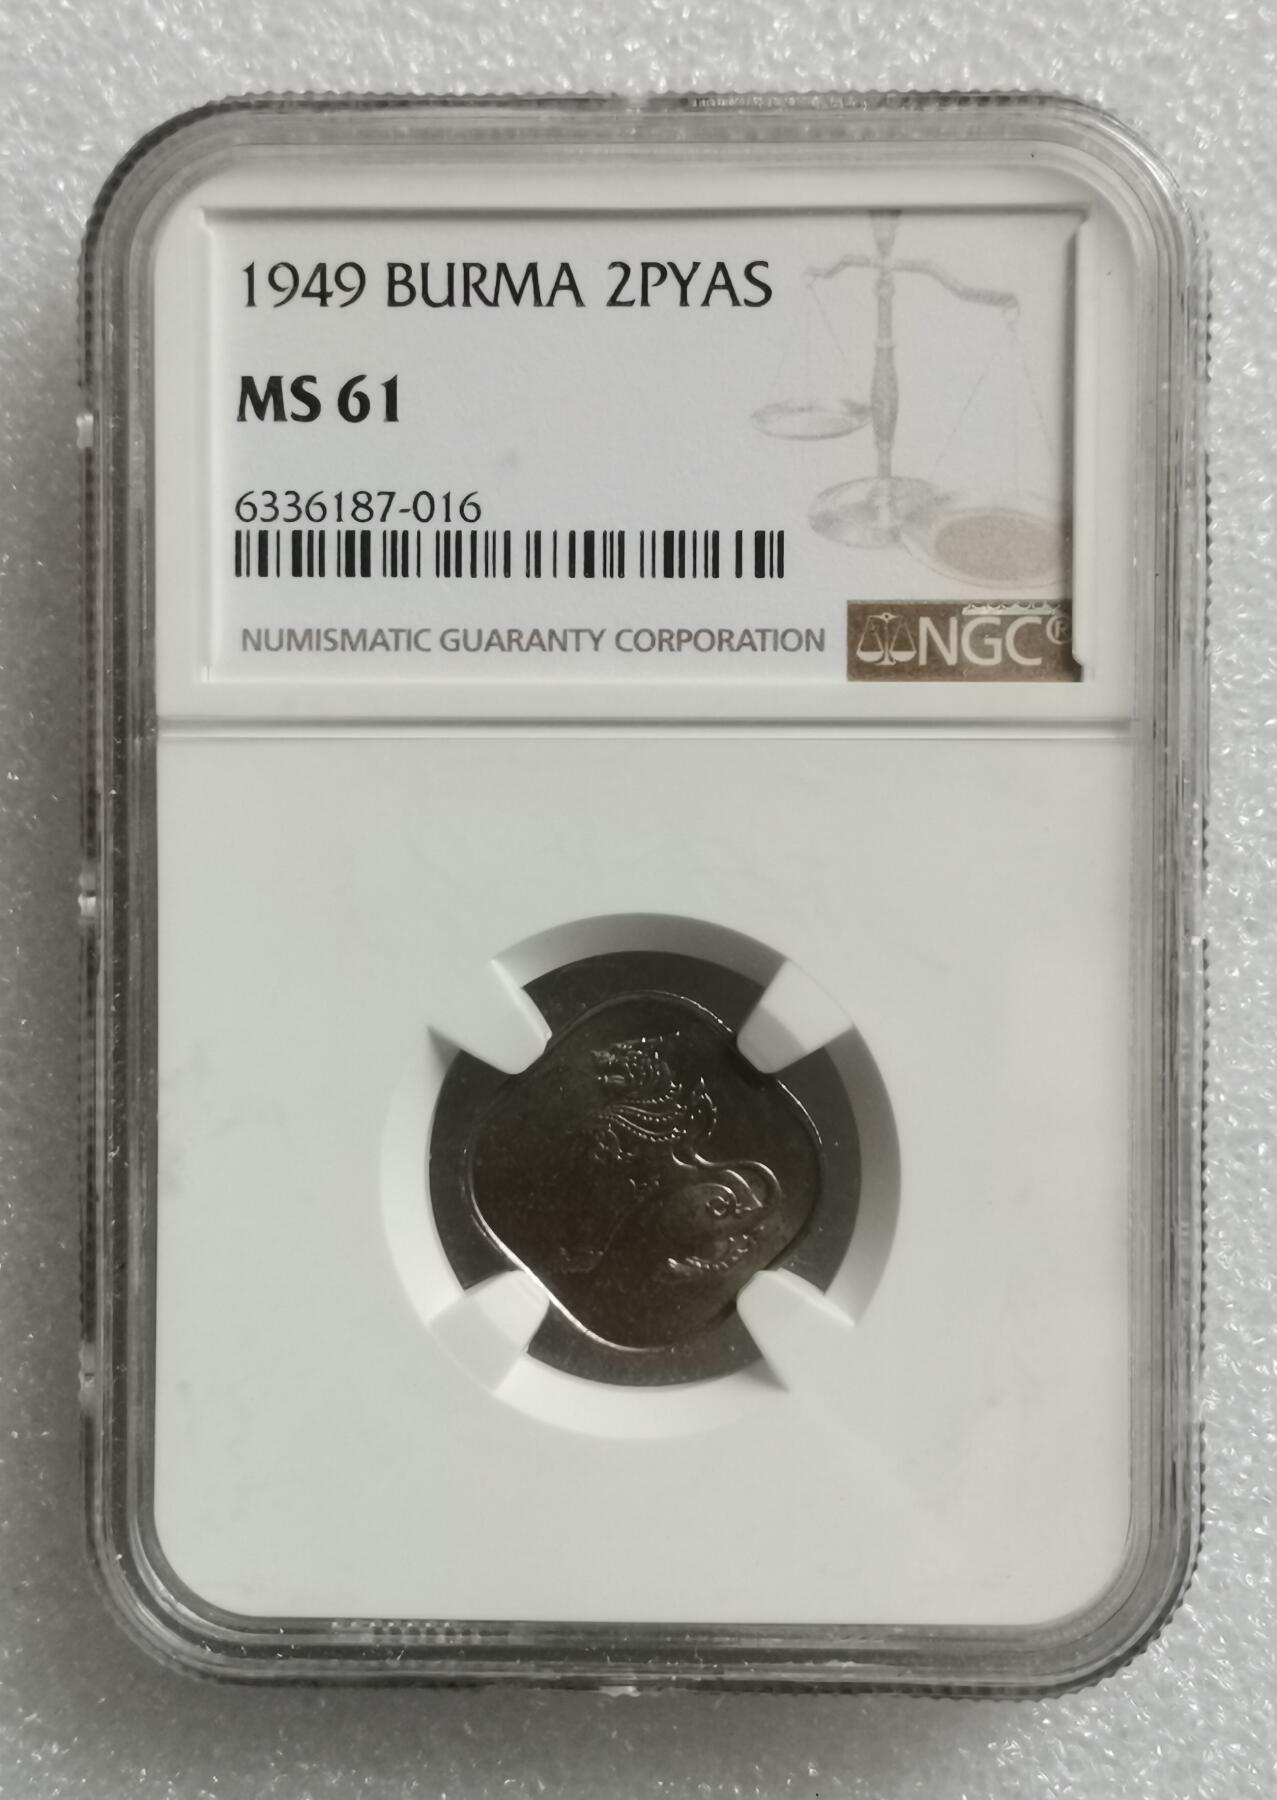 1949 BURMA 2PYAS
MS 61
6336187-016
NUMISMATIC GUARANTY CORPORATION
NGC®